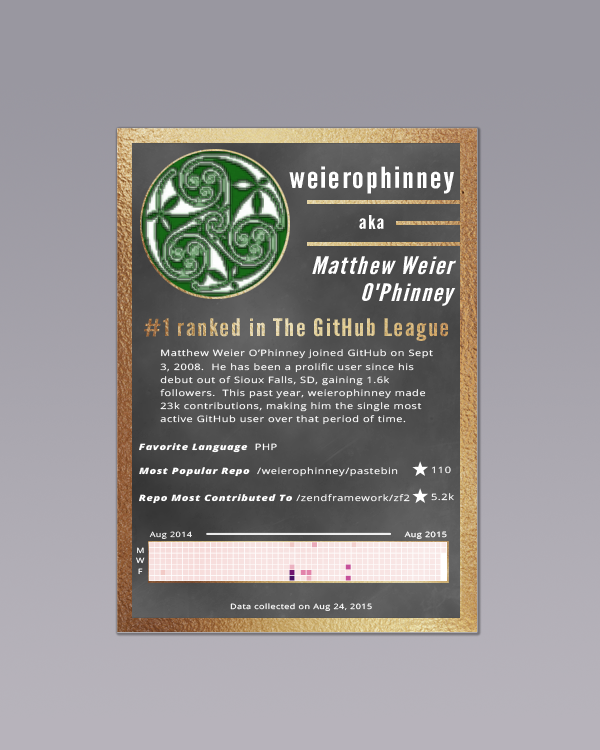 weierophinney
aka
Matthew Weier
O'Phinney
#1 ranked in The GitHub League
Matthew Weier O'Phinney joined GitHub on Sept
3, 2008.  He has been a prolific user since his
debut out of Sioux Falls, SD, gaining 1.6k
followers.  This past year, weierophinney made
23k contributions, making him the single most
active GitHub user over that period of time.
Favorite Language PHP
Most Popular Repo /weierophinney/pastebin ★ 110
Repo Most Contributed To /zendframework/zf2 ★ 5.2k
Aug 2014 Aug 2015
M
W
F
Data collected on Aug 24, 2015